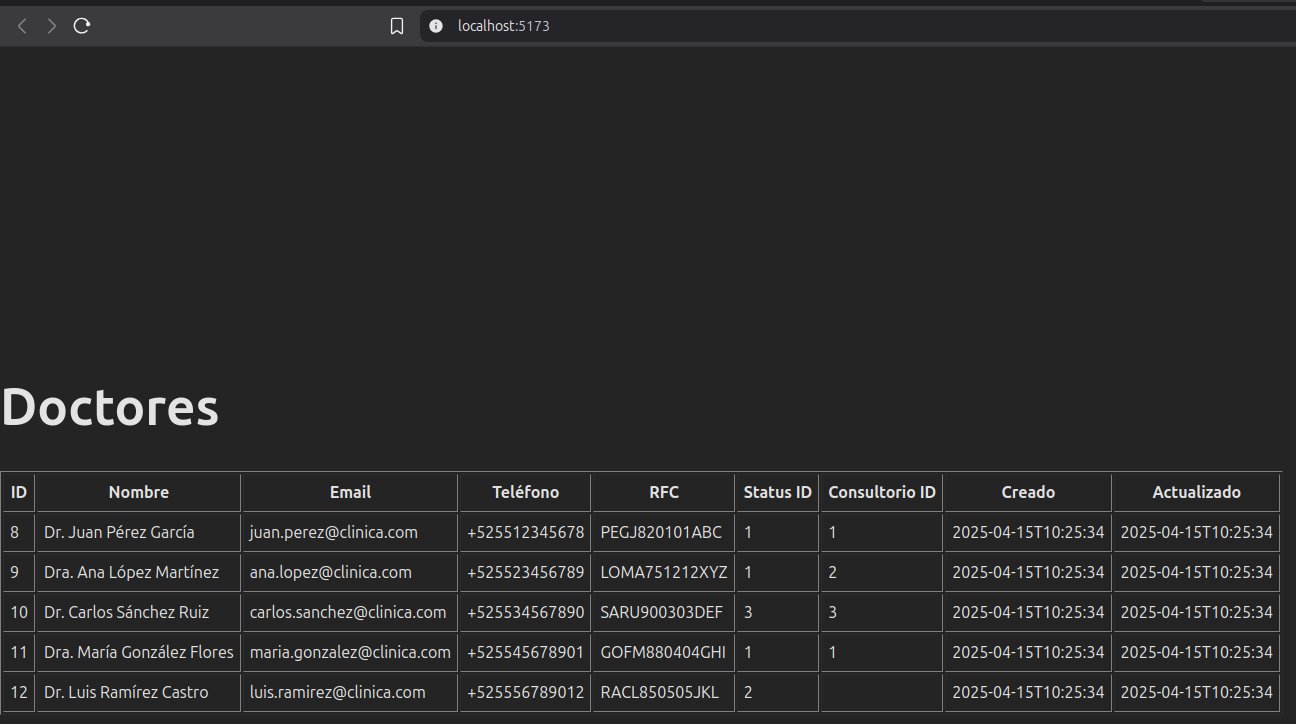 localhost:5173
Doctores
ID Nombre Email Teléfono RFC Status ID Consultorio ID Creado Actualizado
8 Dr. Juan Pérez García juan.perez@clinica.com +525512345678 PEGJ820101ABC 1 1 2025-04-15T10:25:34 2025-04-15T10:25:34
9 Dra. Ana López Martínez ana.lopez@clinica.com +525523456789 LOMA751212XYZ 1 2 2025-04-15T10:25:34 2025-04-15T10:25:34
10 Dr. Carlos Sánchez Ruiz carlos.sanchez@clinica.com +525534567890 SARU900303DEF 3 3 2025-04-15T10:25:34 2025-04-15T10:25:34
11 Dra. María González Flores maria.gonzalez@clinica.com +525545678901 GOFM880404GHI 1 1 2025-04-15T10:25:34 2025-04-15T10:25:34
12 Dr. Luis Ramírez Castro luis.ramirez@clinica.com +525556789012 RACL850505JKL 2 2025-04-15T10:25:34 2025-04-15T10:25:34